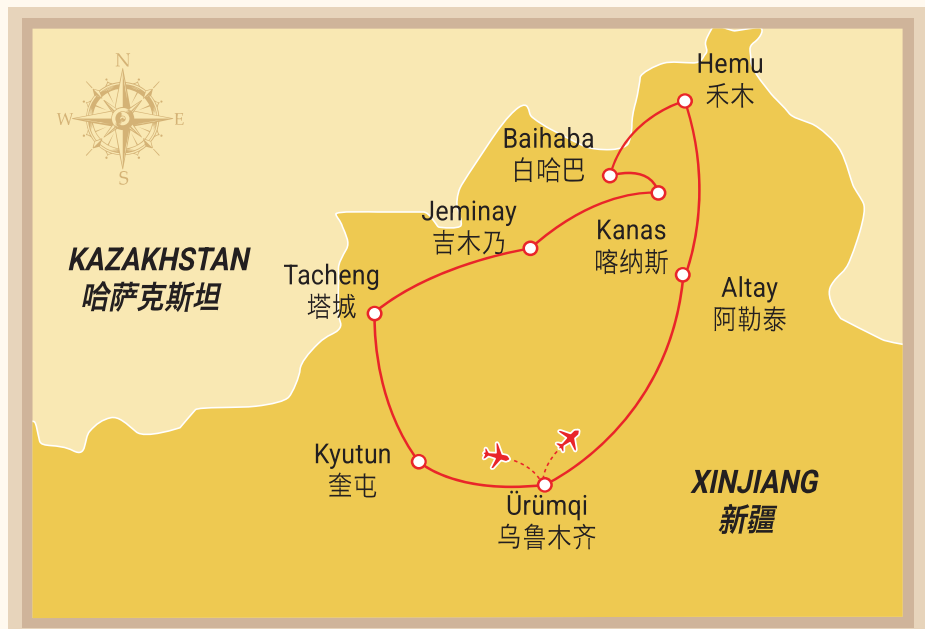 N
W
E
S
Hemu
禾木
Baihaba
白哈巴
Jeminay
吉木乃
Kanas
喀纳斯
KAZAKHSTAN
哈萨克斯坦
Tacheng
塔城
Altay
阿勒泰
Kyutun
奎屯
XINJIANG
新疆
Ürümqi
乌鲁木齐